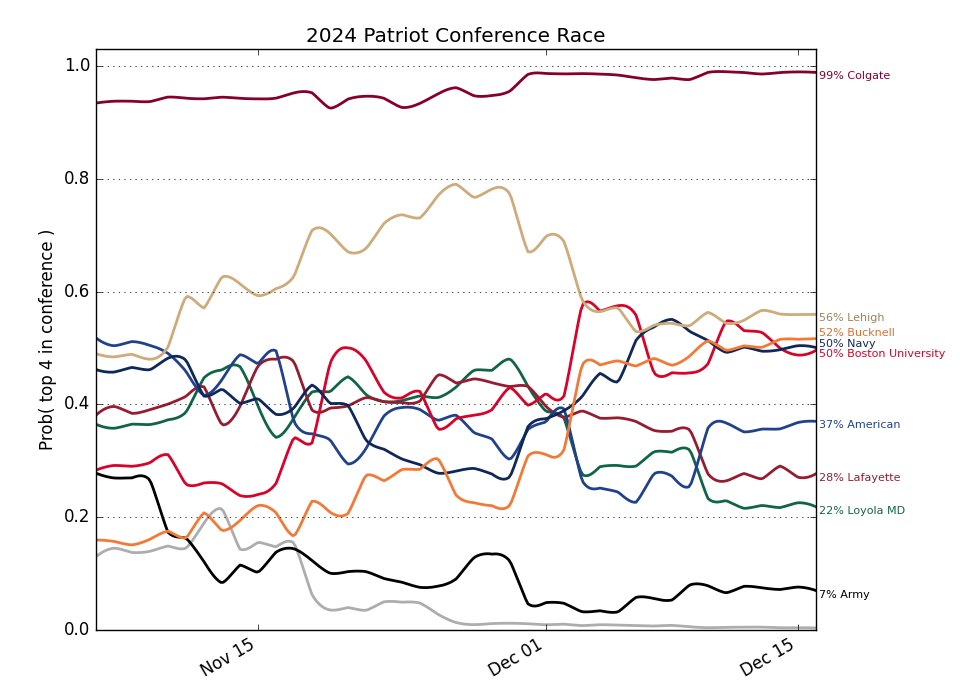 2024 Patriot Conference Race
Prob( top 4 in conference )
1.0
0.8
0.6
0.4
0.2
0.0
Nov 15
Dec 01
Dec 15
99% Colgate
56% Lehigh
52% Bucknell
50% Navy
50% Boston University
37% American
28% Lafayette
22% Loyola MD
7% Army